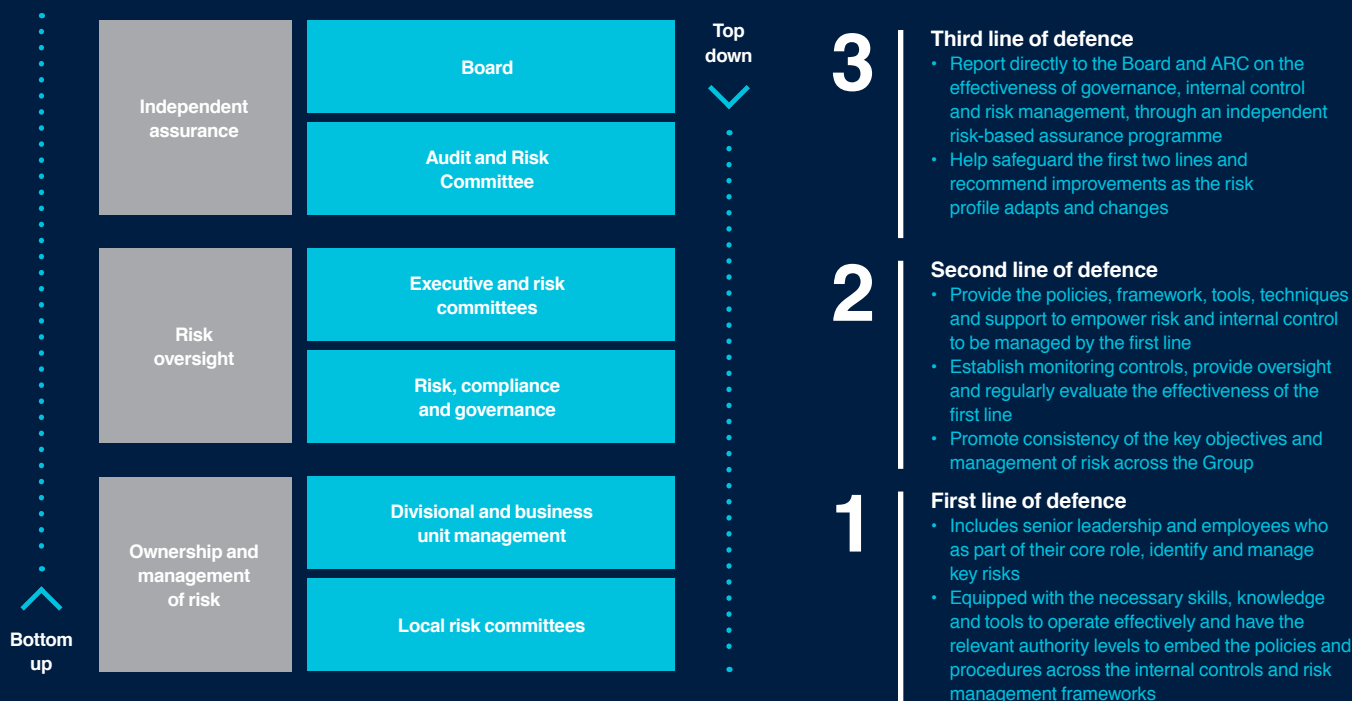 Bottom
up
Independent
assurance
Board
Audit and Risk
Committee
Risk
oversight
Executive and risk
committees
Risk, compliance
and governance
Ownership and
management
of risk
Divisional and business
unit management
Local risk committees
Top
down
3
Third line of defence
• Report directly to the Board and ARC on the
effectiveness of governance, internal control
and risk management, through an independent
risk-based assurance programme
• Help safeguard the first two lines and
recommend improvements as the risk
profile adapts and changes
2
Second line of defence
• Provide the policies, framework, tools, techniques
and support to empower risk and internal control
to be managed by the first line
• Establish monitoring controls, provide oversight
and regularly evaluate the effectiveness of the
first line
• Promote consistency of the key objectives and
management of risk across the Group
1
First line of defence
• Includes senior leadership and employees who
as part of their core role, identify and manage
key risks
• Equipped with the necessary skills, knowledge
and tools to operate effectively and have the
relevant authority levels to embed the policies and
procedures across the internal controls and risk
management frameworks